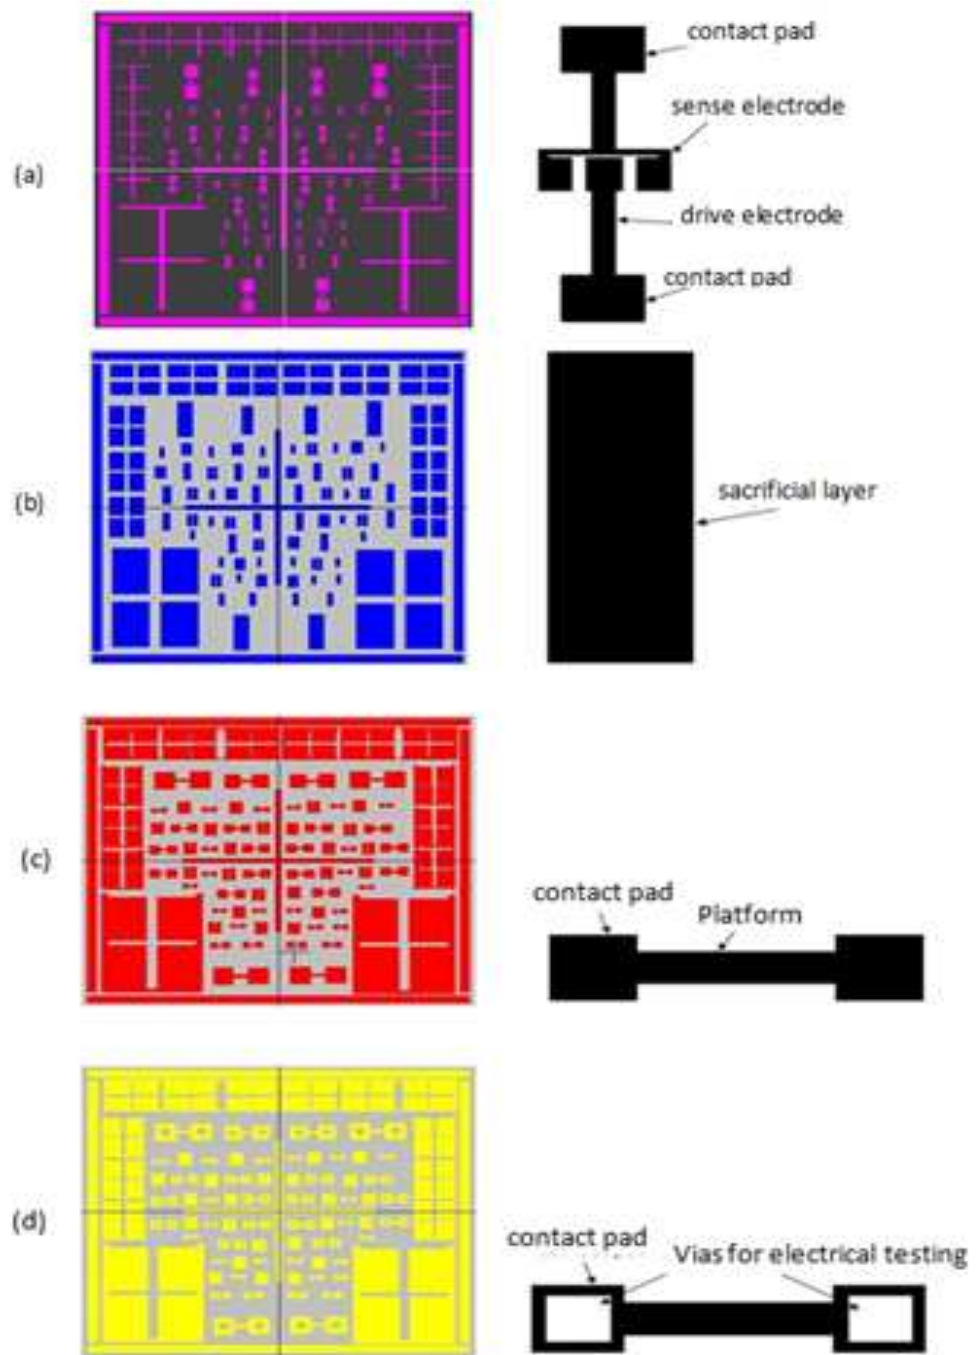 (a)
contact pad
sense electrode
drive electrode
contact pad
(b)
sacrificial layer
(c)
contact pad
Platform
(d)
contact pad
Vias for electrical testing